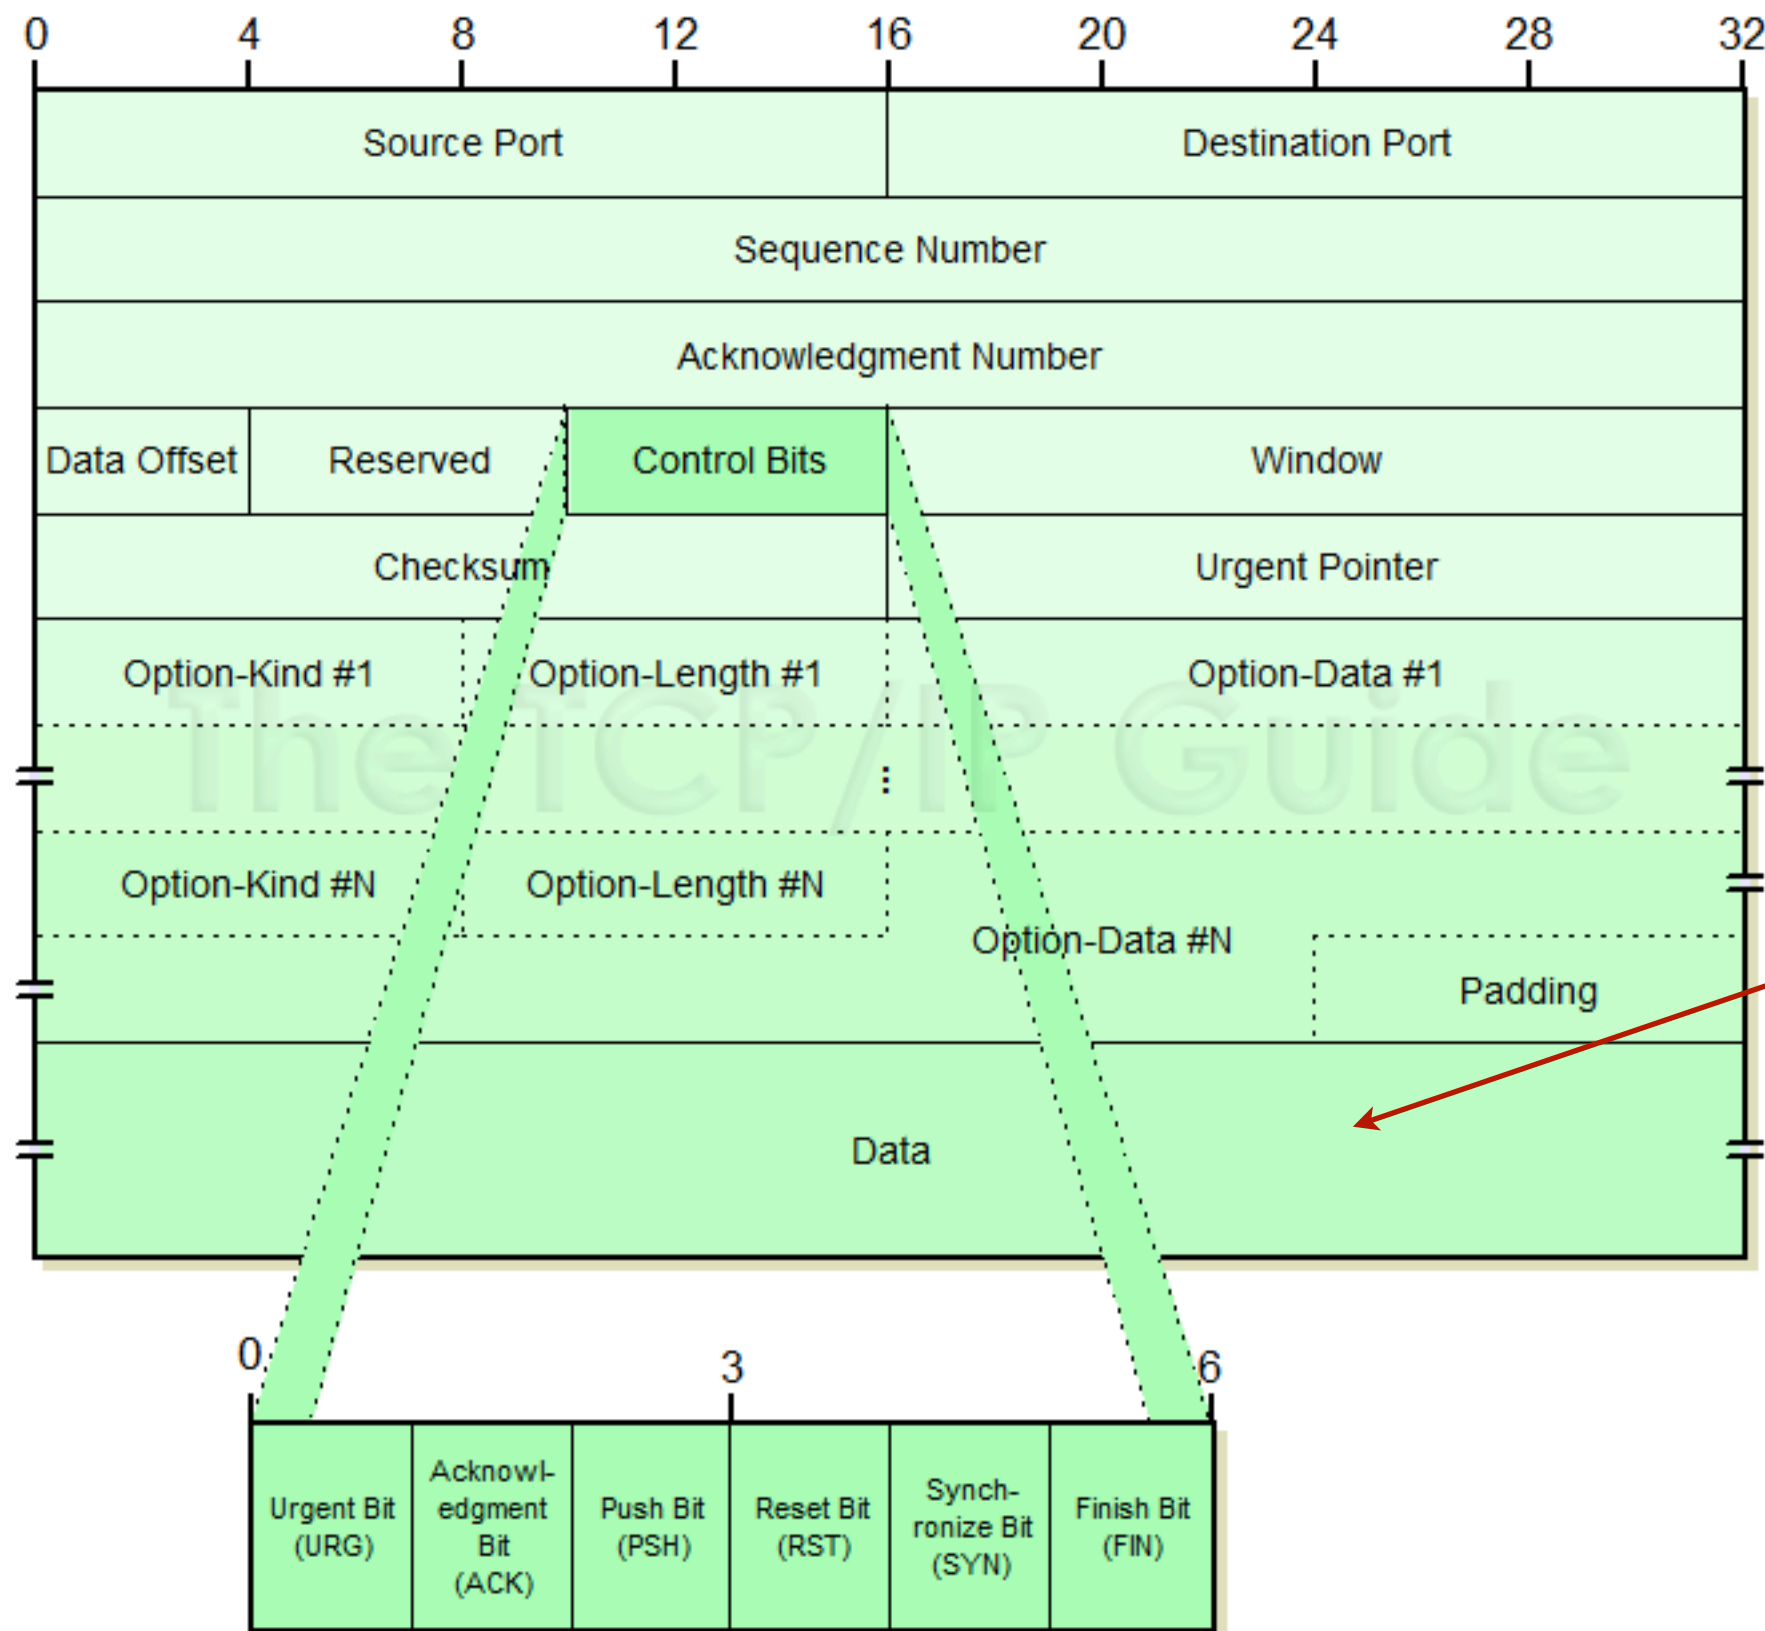 0 4 8 12 16 20 24 28 32
Source Port Destination Port
Sequence Number
Acknowledgment Number
Data Offset Reserved Control Bits Window
Checksum Urgent Pointer
Option-Kind #1 Option-Length #1 Option-Data #1
The TCP/IP Guide
...
Option-Kind #N Option-Length #N
Option-Data #N
Padding
Data
0 3 6
Urgent Bit
(URG)
Acknowl-
edgment
Bit
(ACK)
Push Bit
(PSH)
Reset Bit
(RST)
Synch-
ronize Bit
(SYN)
Finish Bit
(FIN)